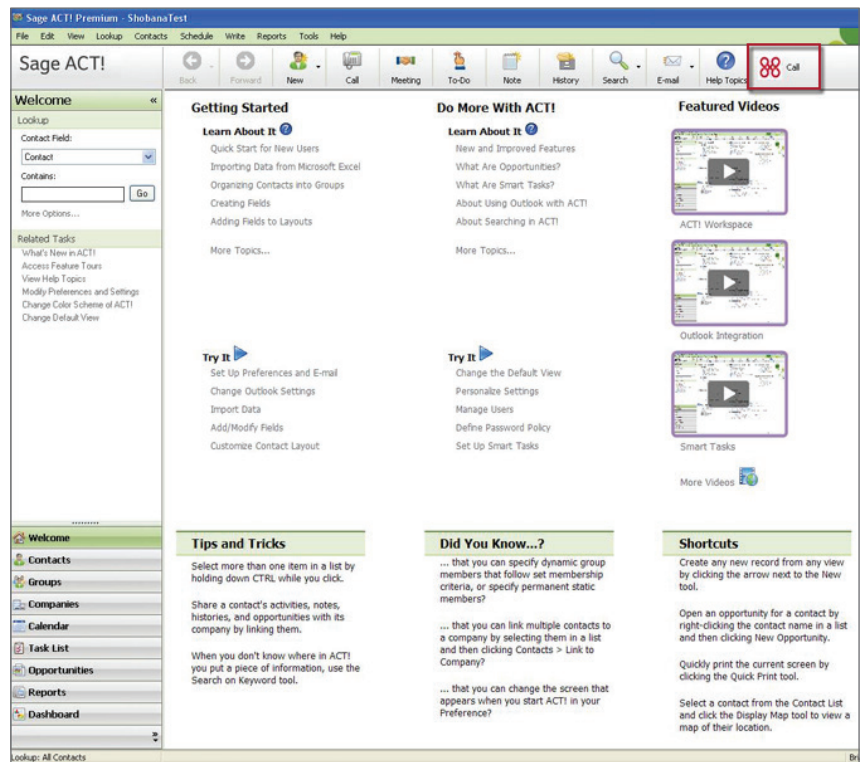 Sage ACT! Premium - ShobanaTest
File Edit View Lookup Contacts Schedule Write Reports Tools Help
Sage ACT!
Back Forward New Call Meeting To-Do Note History Search E-mail Help Topics Call
Welcome «
Lookup
Contact Field:
Contact
Contains:
Go
More Options...
Related Tasks
What's New in ACT!
Access Feature Tours
View Help Topics
Modify Preferences and Settings
Change Color Scheme of ACT!
Change Default View
Welcome
Contacts
Groups
Companies
Calendar
Task List
Opportunities
Reports
Dashboard
Getting Started
Learn About It ?
Quick Start for New Users
Importing Data from Microsoft Excel
Organizing Contacts into Groups
Creating Fields
Adding Fields to Layouts
More Topics...
Try It
Set Up Preferences and E-mail
Change Outlook Settings
Import Data
Add/Modify Fields
Customize Contact Layout
Do More With ACT!
Learn About It ?
New and Improved Features
What Are Opportunities?
What Are Smart Tasks?
About Using Outlook with ACT!
About Searching in ACT!
More Topics...
Try It
Change the Default View
Personalize Settings
Manage Users
Define Password Policy
Set Up Smart Tasks
Featured Videos
ACT! Workspace
Outlook Integration
Smart Tasks
More Videos
Tips and Tricks
Select more than one item in a list by
holding down CTRL while you click.
Share a contact's activities, notes,
histories, and opportunities with its
company by linking them.
When you don't know where in ACT!
you put a piece of information, use the
Search on Keyword tool.
Did You Know...?
... that you can specify dynamic group
members that follow set membership
criteria, or specify permanent static
members?
... that you can link multiple contacts to
a company by selecting them in a list
and then clicking Contacts > Link to
Company?
... that you can change the screen that
appears when you start ACT! in your
Preference?
Shortcuts
Create any new record from any view
by clicking the arrow next to the New
tool.
Open an opportunity for a contact by
right-clicking the contact name in a list
and then clicking New Opportunity.
Quickly print the current screen by
clicking the Quick Print tool.
Select a contact from the Contact List
and click the Display Map tool to view a
map of their location.
Lookup: All Contacts
Bri